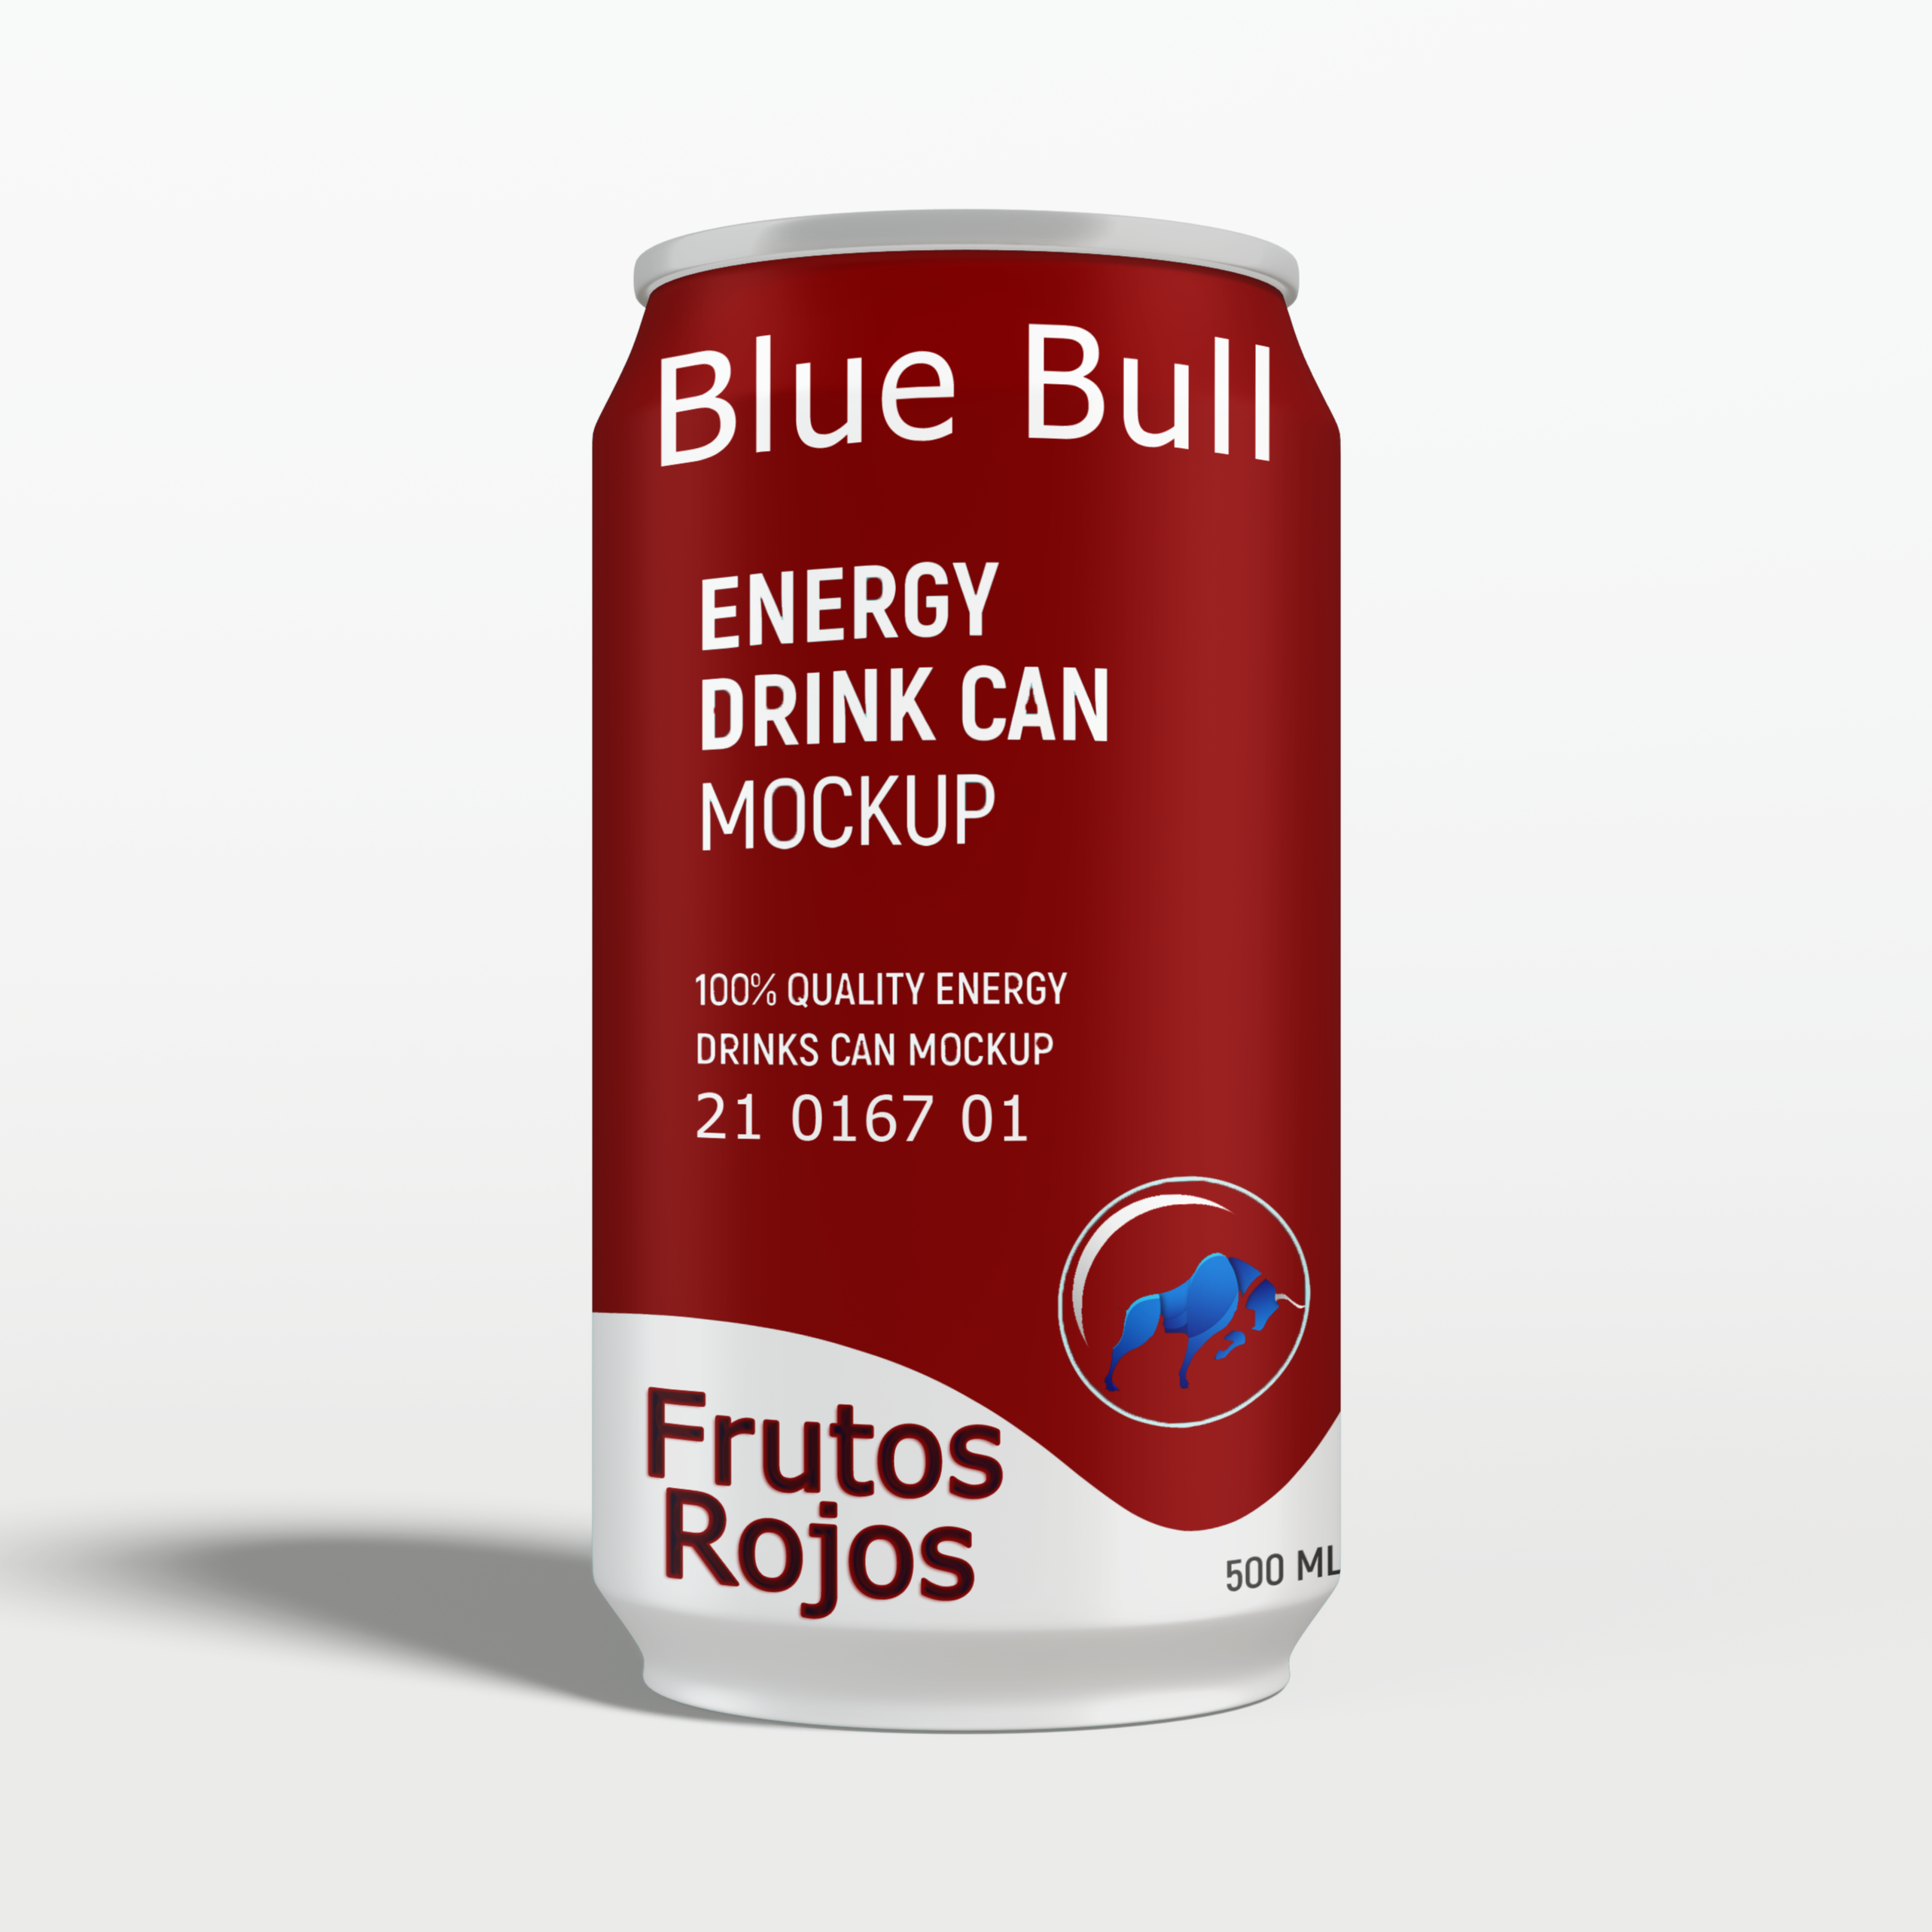 Blue Bull
ENERGY
DRINK CAN
MOCKUP
100% QUALITY ENERGY
DRINKS CAN MOCKUP
21 0167 01
Frutos
Rojos
500 ML